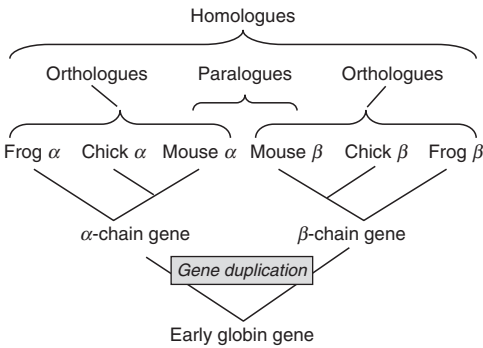 Homologues
Orthologues Paralogues Orthologues
Frog α Chick α Mouse α Mouse β Chick β Frog β
α-chain gene β-chain gene
Gene duplication
Early globin gene